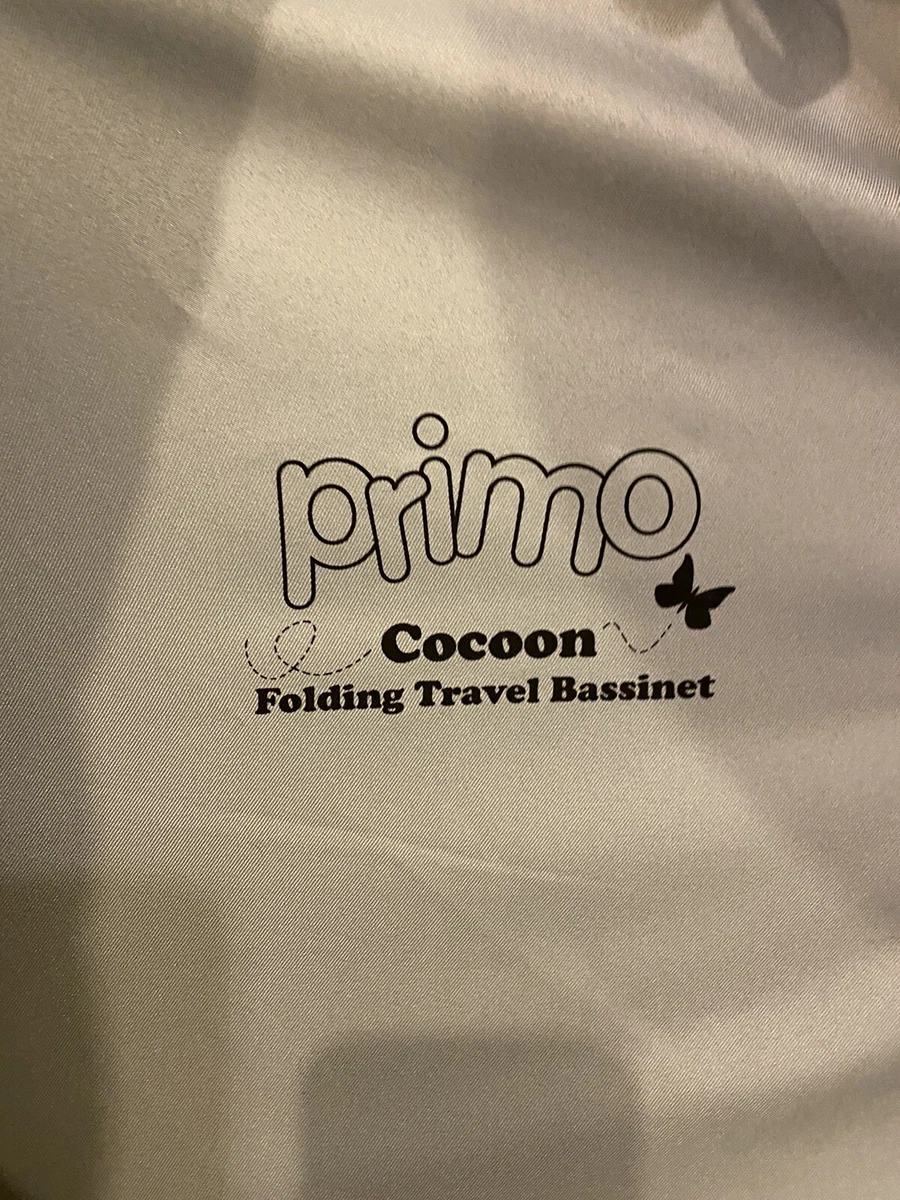 primo
Cocoon
Folding Travel Bassinet